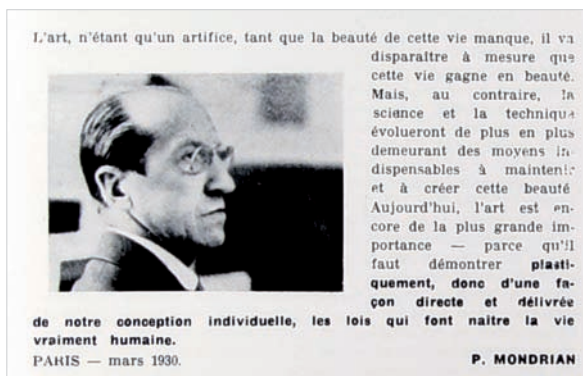 L'art, n'étant qu'un artifice, tant que la beauté de cette vie manque, il va
disparaître à mesure que
cette vie gagne en beauté.
Mais, au contraire, la
science et la technique
évolueront de plus en plus
demeurant des moyens in-
dispensables à maintenir
et à créer cette beauté
Aujourd'hui, l'art est en-
core de la plus grande im-
portance — parce qu'il
faut démontrer plasti-
quement, donc d'une fa-
çon directe et délivrée
de notre conception individuelle, les lois qui font naître la vie
vraiment humaine.
PARIS — mars 1930.
P. MONDRIAN